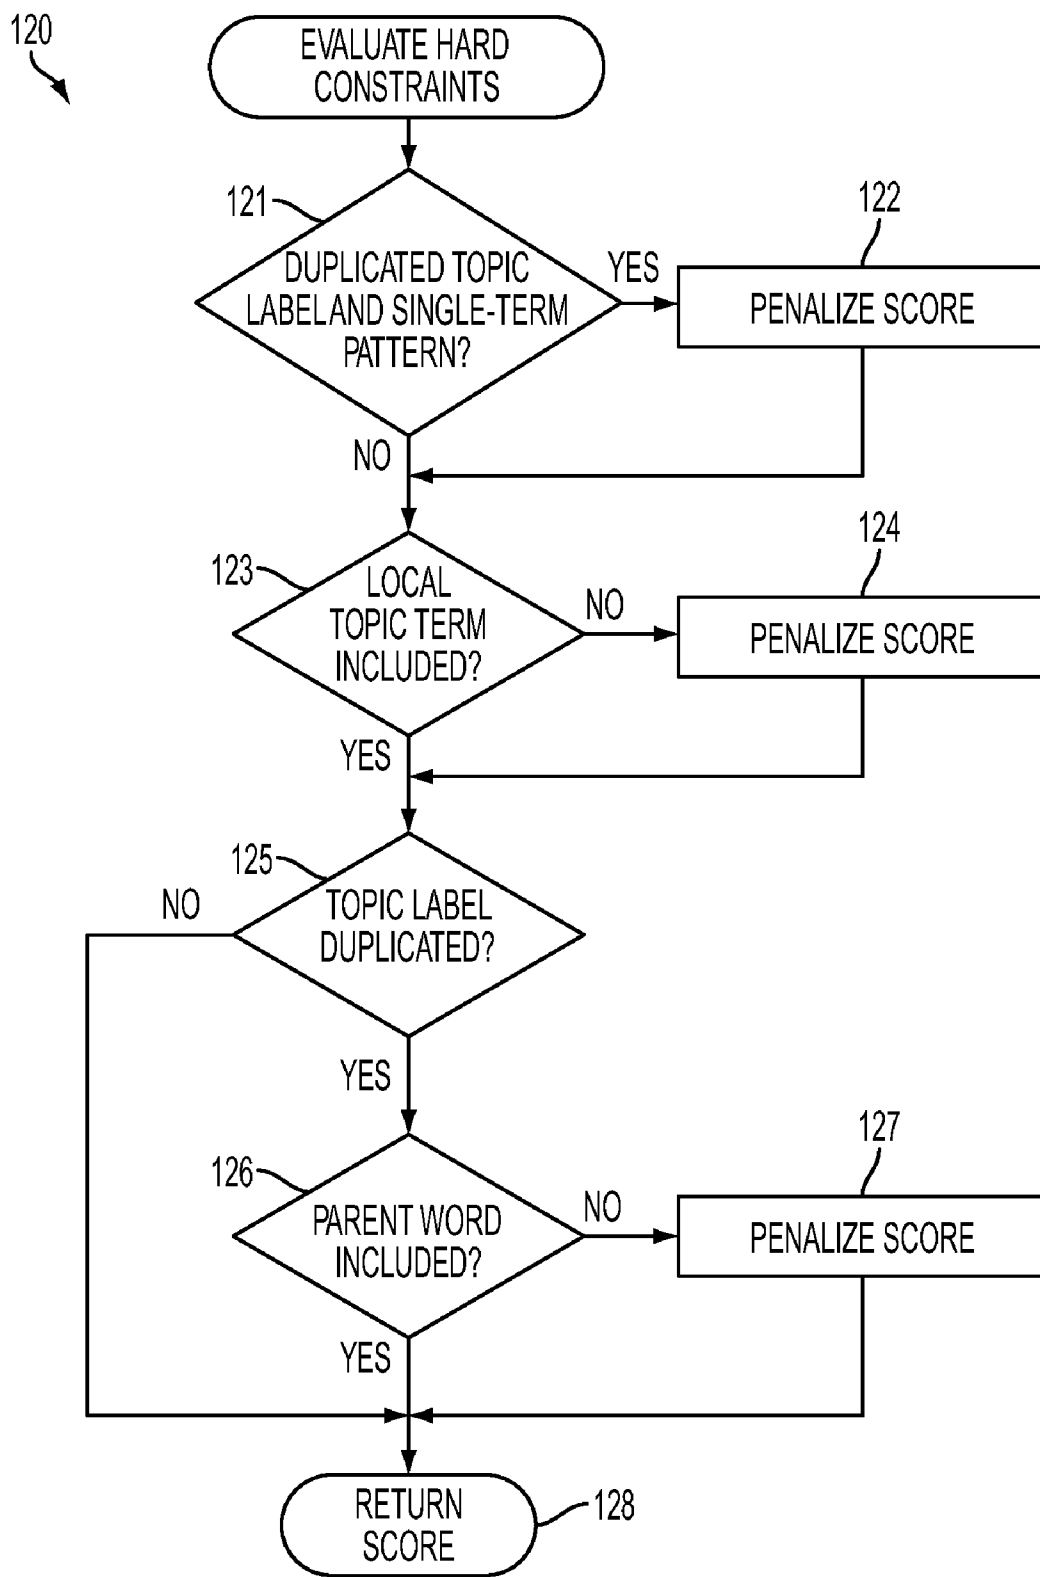 120
EVALUATE HARD
CONSTRAINTS
121
DUPLICATED TOPIC
LABELAND SINGLE-TERM
PATTERN?
YES
122
PENALIZE SCORE
NO
123
LOCAL
TOPIC TERM
INCLUDED?
NO
124
PENALIZE SCORE
YES
125
NO
TOPIC LABEL
DUPLICATED?
YES
126
PARENT WORD
INCLUDED?
NO
127
PENALIZE SCORE
YES
RETURN
SCORE
128